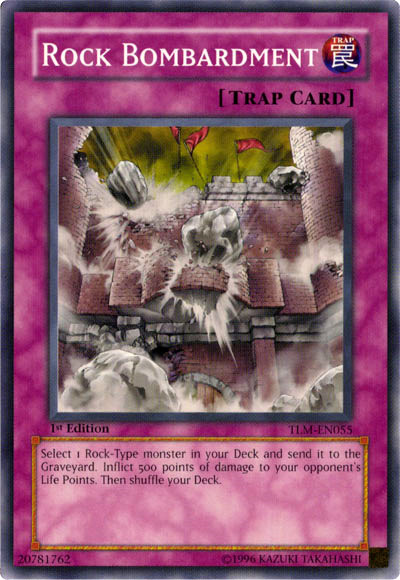 ROCK BOMBARDMENT
TRAP
罠
[TRAP CARD]
1st Edition
TLM-EN055
Select 1 Rock-Type monster in your Deck and send it to the
Graveyard. Inflict 500 points of damage to your opponent's
Life Points. Then shuffle your Deck.
20781762
©1996 KAZUKI TAKAHASHI